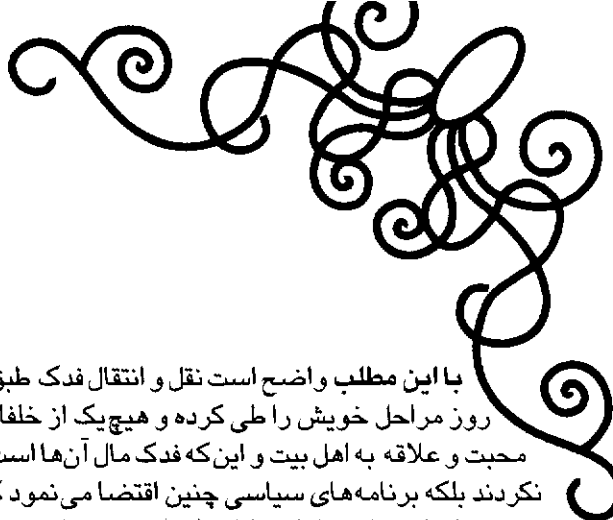 با این مطلب واضح است نقل و انتقال فدک طبق
روز مراحل خویش را طی کرده و هیچ‌یک از خلفا
محبت و علاقه به اهل بیت و این‌که فدک مال آن‌ها است
نکردند بلکه برنامه‌های سیاسی چنین اقتضا می‌نمود ک